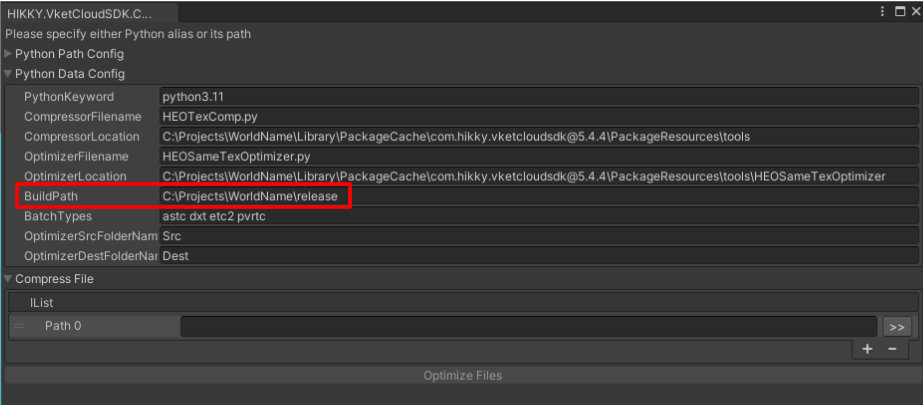 HIKKY.VketCloudSDK.C...
Please specify either Python alias or its path
Python Path Config
Python Data Config
PythonKeyword python3.11
CompressorFilename HEOTexComp.py
CompressorLocation C:\Projects\WorldName\Library\PackageCache\com.hikky.vketcloudsdk@5.4.4\PackageResources\tools
OptimizerFilename HEOSameTexOptimizer.py
OptimizerLocation C:\Projects\WorldName\Library\PackageCache\com.hikky.vketcloudsdk@5.4.4\PackageResources\tools\HEOSameTexOptimizer
BuildPath C:\Projects\WorldName\release
BatchTypes astc dxt etc2 pvrtc
OptimizerSrcFolderNam Src
OptimizerDestFolderNar Dest
Compress File
IList
Path 0 >>
+ -
Optimize Files